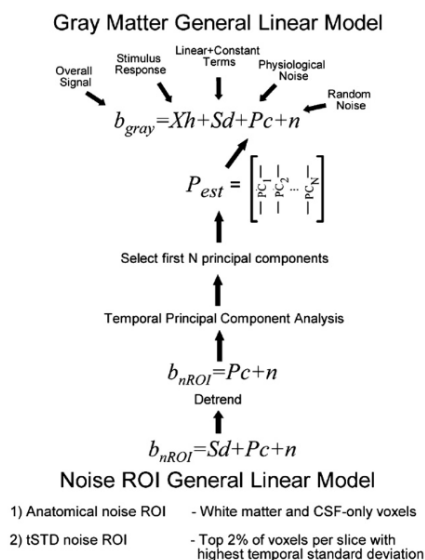 Gray Matter General Linear Model
Overall Signal
Stimulus Response
Linear+Constant Terms
Physiological Noise
Random Noise
b_gray=Xh+Sd+Pc+n
P_est = [PC_1 PC_2 ... PC_N]
Select first N principal components
Temporal Principal Component Analysis
b_nROI=Pc+n
Detrend
b_nROI=Sd+Pc+n
Noise ROI General Linear Model
1) Anatomical noise ROI - White matter and CSF-only voxels
2) tSTD noise ROI - Top 2% of voxels per slice with
highest temporal standard deviation